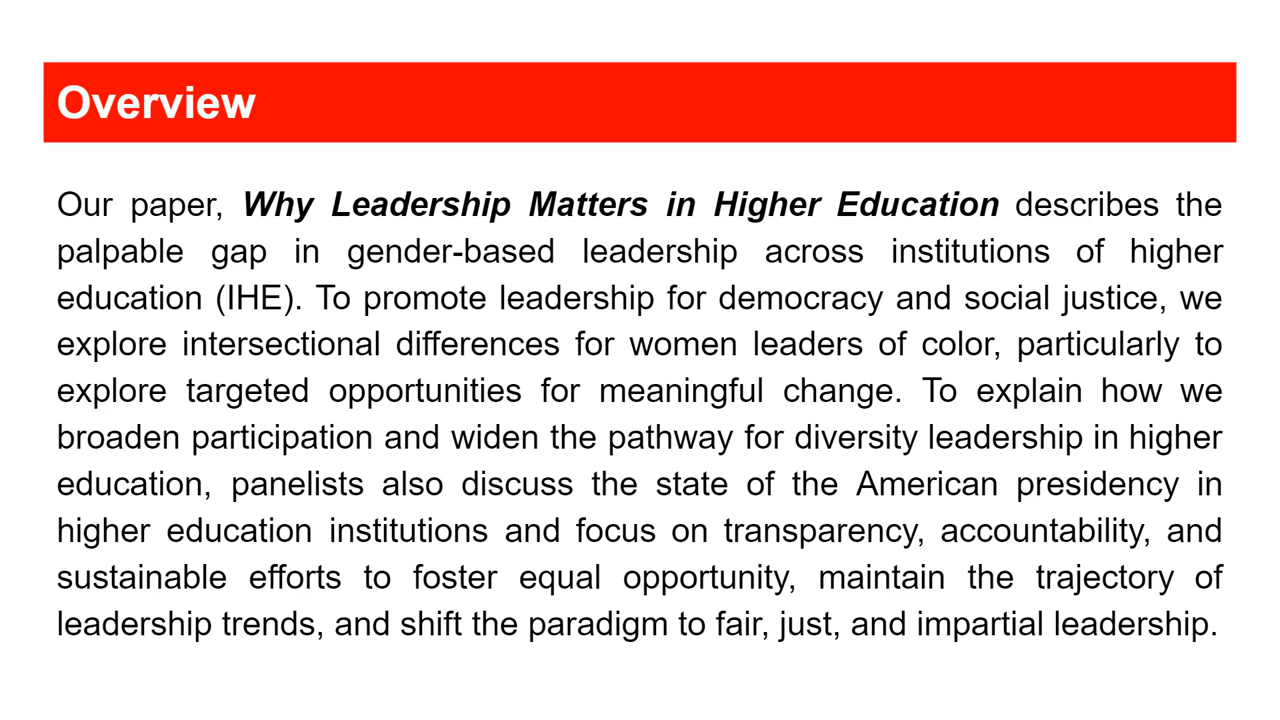 Overview
Our paper, Why Leadership Matters in Higher Education describes the
palpable gap in gender-based leadership across institutions of higher
education (IHE). To promote leadership for democracy and social justice, we
explore intersectional differences for women leaders of color, particularly to
explore targeted opportunities for meaningful change. To explain how we
broaden participation and widen the pathway for diversity leadership in higher
education, panelists also discuss the state of the American presidency in
higher education institutions and focus on transparency, accountability, and
sustainable efforts to foster equal opportunity, maintain the trajectory of
leadership trends, and shift the paradigm to fair, just, and impartial leadership.